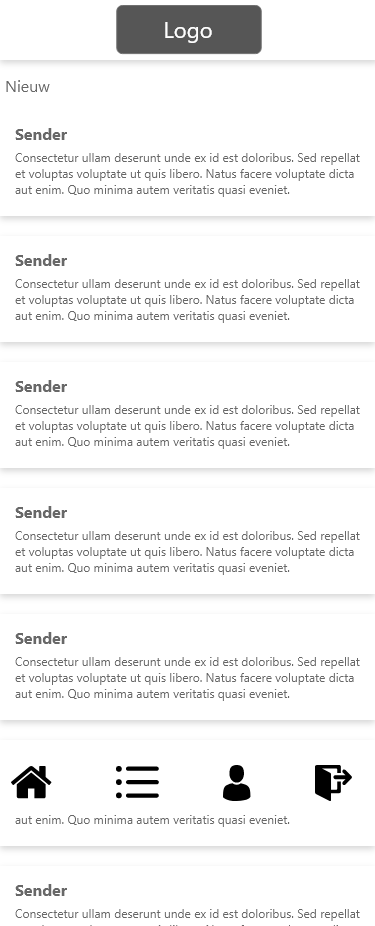 Logo
Nieuw
Sender
Consectetur ullam deserunt unde ex id est doloribus. Sed repellat
et voluptas voluptate ut quis libero. Natus facere voluptate dicta
aut enim. Quo minima autem veritatis quasi eveniet.
Sender
Consectetur ullam deserunt unde ex id est doloribus. Sed repellat
et voluptas voluptate ut quis libero. Natus facere voluptate dicta
aut enim. Quo minima autem veritatis quasi eveniet.
Sender
Consectetur ullam deserunt unde ex id est doloribus. Sed repellat
et voluptas voluptate ut quis libero. Natus facere voluptate dicta
aut enim. Quo minima autem veritatis quasi eveniet.
Sender
Consectetur ullam deserunt unde ex id est doloribus. Sed repellat
et voluptas voluptate ut quis libero. Natus facere voluptate dicta
aut enim. Quo minima autem veritatis quasi eveniet.
Sender
Consectetur ullam deserunt unde ex id est doloribus. Sed repellat
et voluptas voluptate ut quis libero. Natus facere voluptate dicta
aut enim. Quo minima autem veritatis quasi eveniet.
aut enim. Quo minima autem veritatis quasi eveniet.
Sender
Consectetur ullam deserunt unde ex id est doloribus. Sed repellat